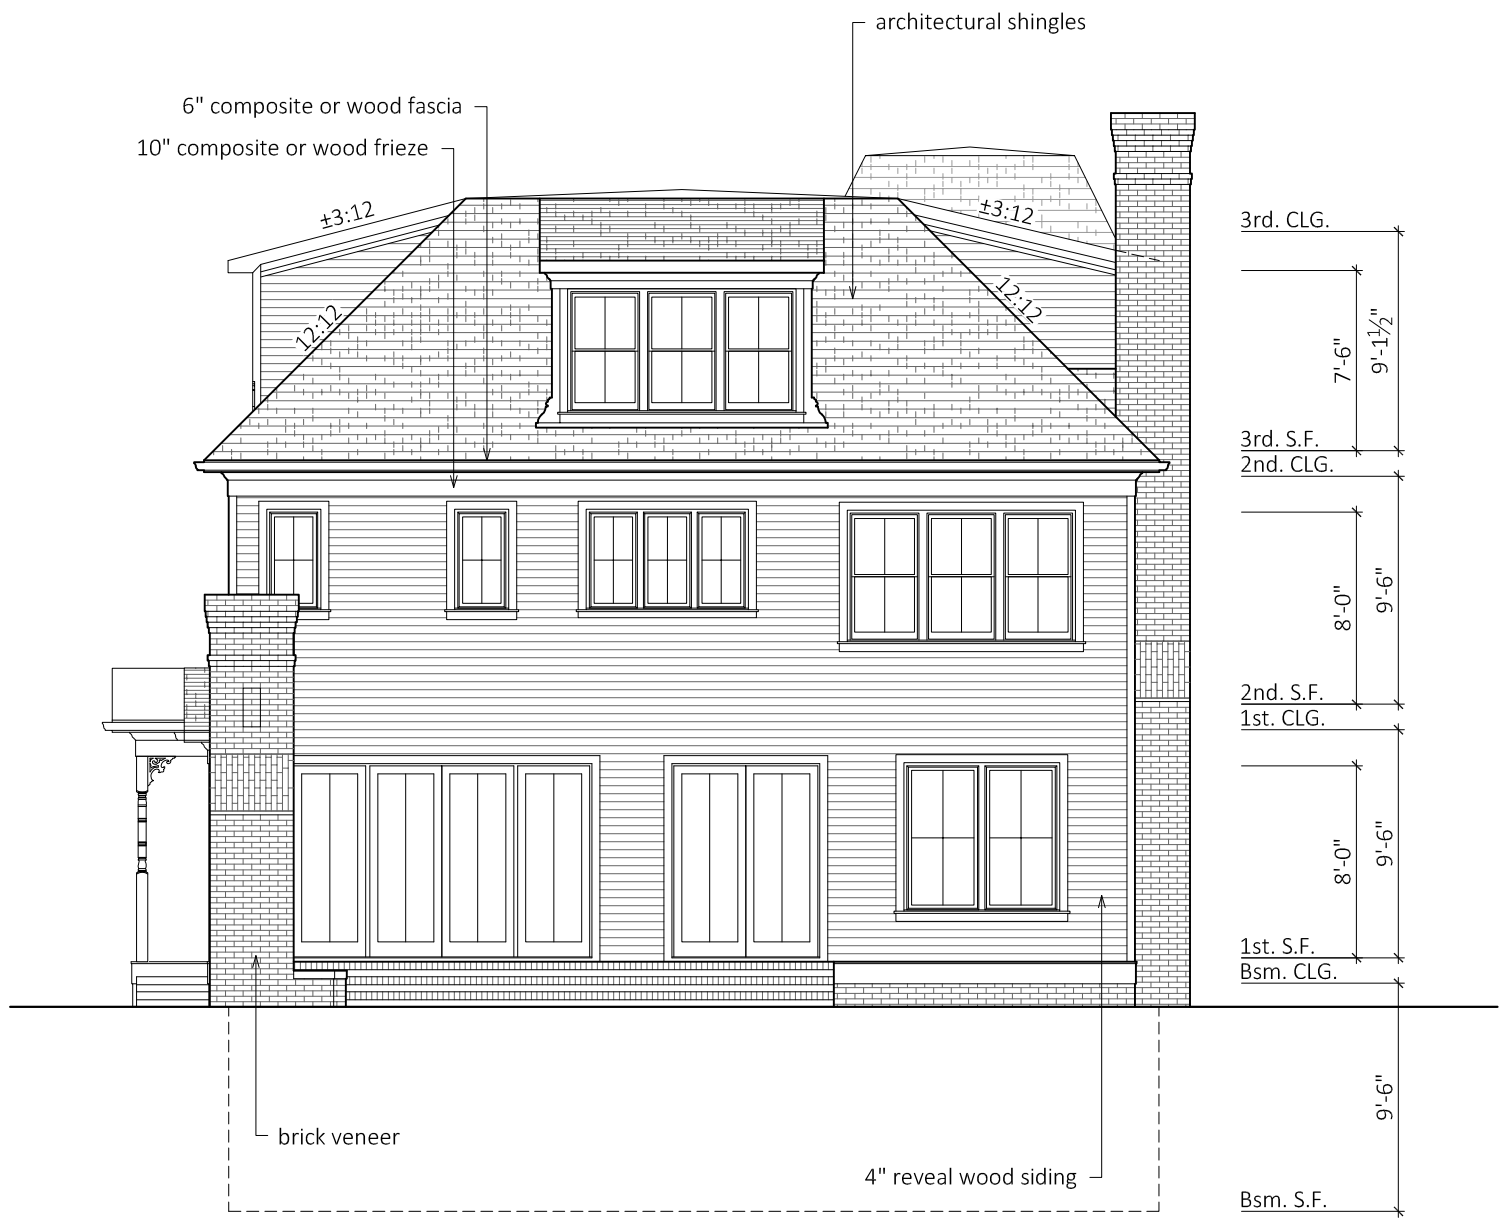 architectural shingles
6" composite or wood fascia
10" composite or wood frieze
±3:12
±3:12
12:12
12:12
3rd. CLG.
7'-6"
9'-1½"
3rd. S.F.
2nd. CLG.
8'-0"
9'-6"
2nd. S.F.
1st. CLG.
8'-0"
9'-6"
1st. S.F.
Bsm. CLG.
9'-6"
brick veneer
4" reveal wood siding
Bsm. S.F.